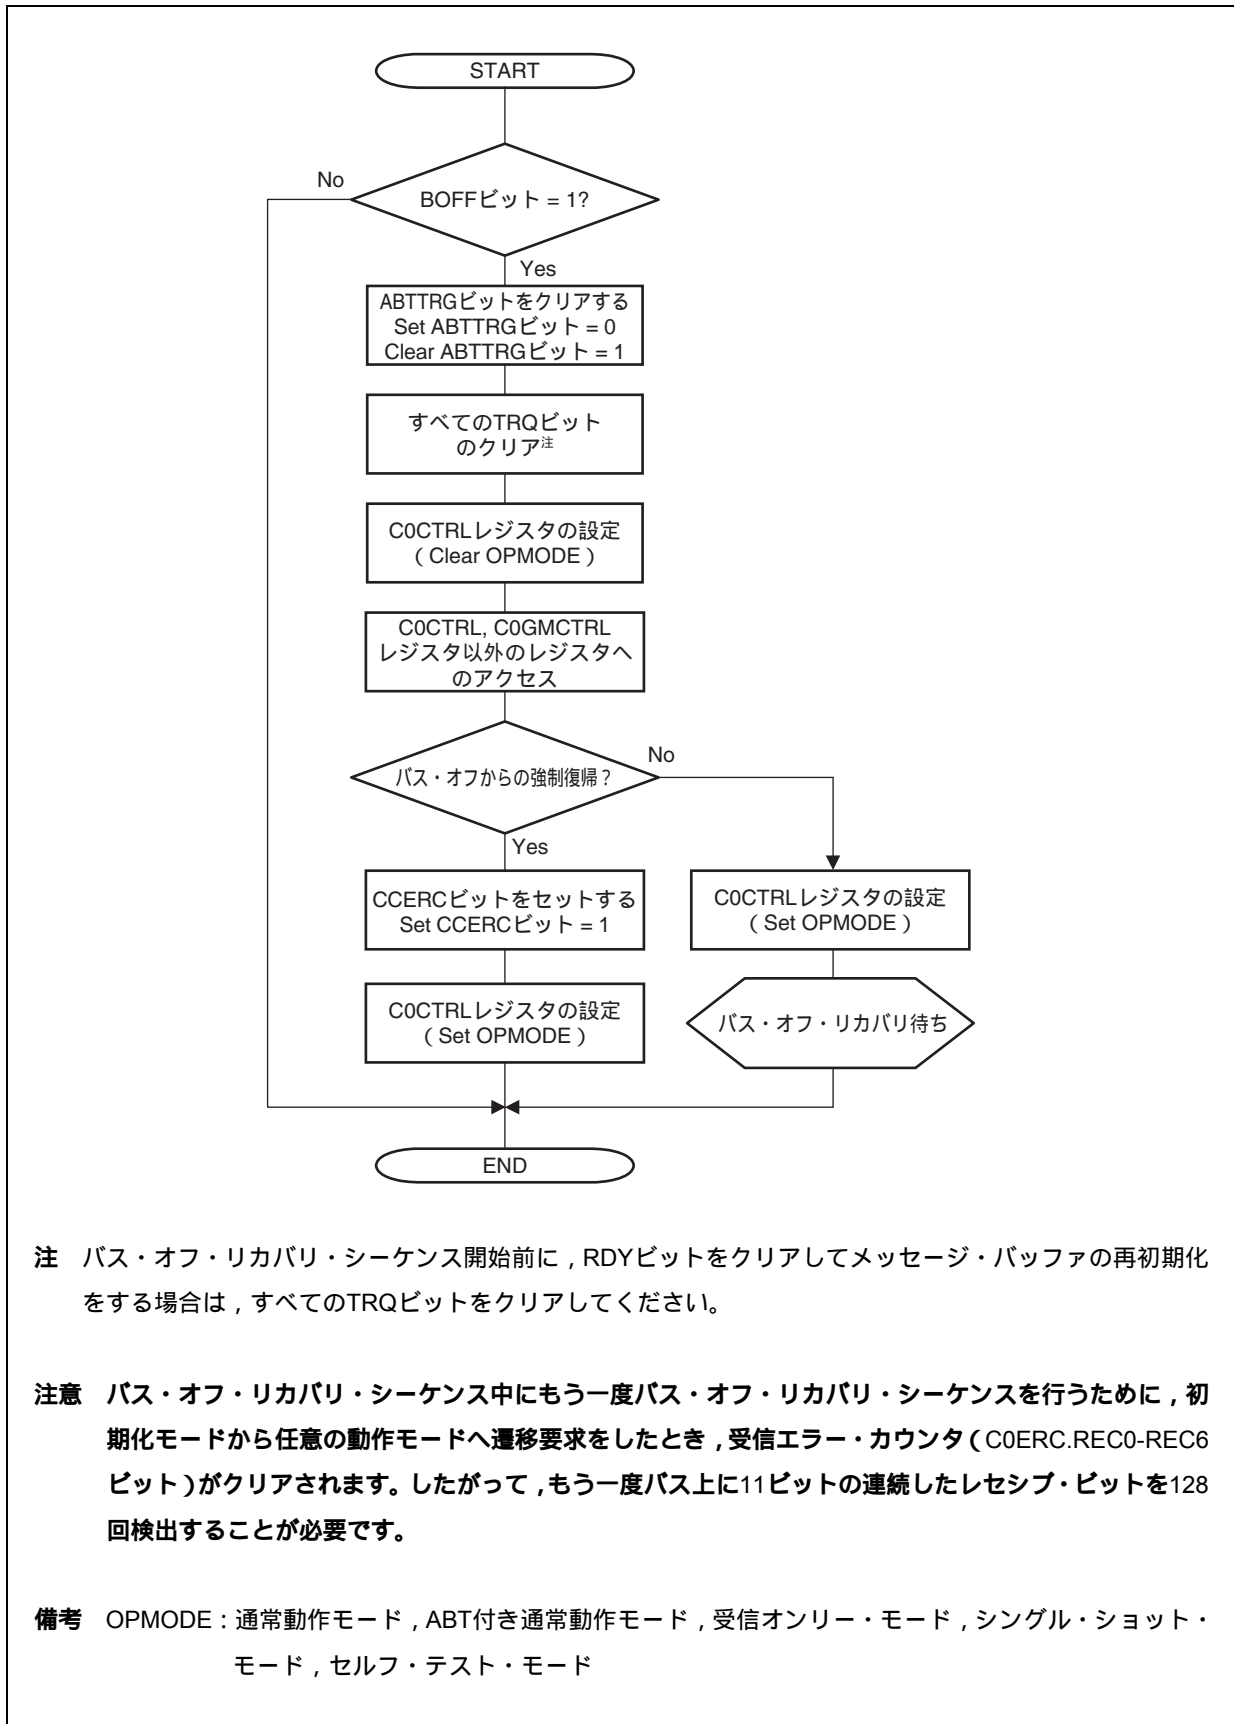 START
No
BOFFビット = 1?
Yes
ABTTRGビットをクリアする
Set ABTTRGビット = 0
Clear ABTTRGビット = 1
すべてのTRQビット
のクリア注
C0CTRLレジスタの設定
（Clear OPMODE）
C0CTRL, C0GMCTRL
レジスタ以外のレジスタへ
のアクセス
バス・オフからの強制復帰？
No
Yes
CCERCビットをセットする
Set CCERCビット = 1
C0CTRLレジスタの設定
（Set OPMODE）
C0CTRLレジスタの設定
（Set OPMODE）
バス・オフ・リカバリ待ち
END
注　バス・オフ・リカバリ・シーケンス開始前に，RDYビットをクリアしてメッセージ・バッファの再初期化
をする場合は，すべてのTRQビットをクリアしてください。
注意　バス・オフ・リカバリ・シーケンス中にもう一度バス・オフ・リカバリ・シーケンスを行うために，初
期化モードから任意の動作モードへ遷移要求をしたとき，受信エラー・カウンタ（C0ERC.REC0-REC6
ビット）がクリアされます。したがって，もう一度バス上に11ビットの連続したレセシブ・ビットを128
回検出することが必要です。
備考　OPMODE：通常動作モード，ABT付き通常動作モード，受信オンリー・モード，シングル・ショット・
モード，セルフ・テスト・モード